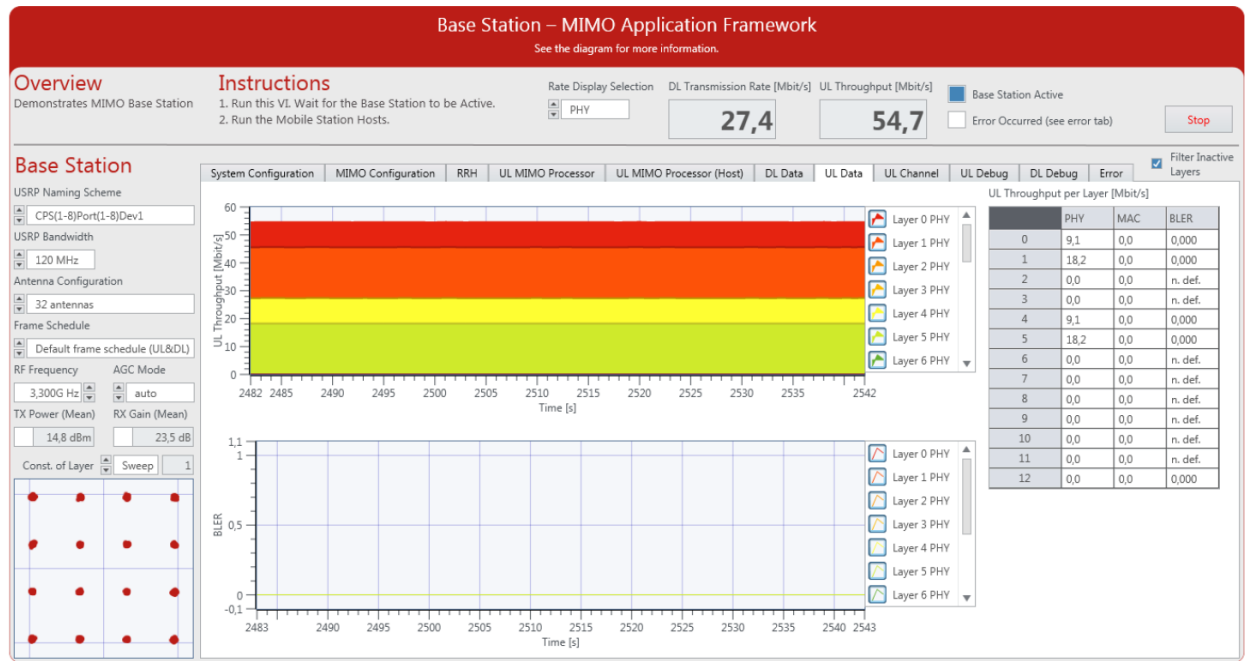 Base Station – MIMO Application Framework
See the diagram for more information.
Overview
Demonstrates MIMO Base Station
Instructions
1. Run this VI. Wait for the Base Station to be Active.
2. Run the Mobile Station Hosts.
Rate Display Selection
PHY
DL Transmission Rate [Mbit/s]
27,4
UL Throughput [Mbit/s]
54,7
Base Station Active
Error Occurred (see error tab)
Stop
Base Station
USRP Naming Scheme
CPS(1-8)Port(1-8)Dev1
USRP Bandwidth
120 MHz
Antenna Configuration
32 antennas
Frame Schedule
Default frame schedule (UL&DL)
RF Frequency AGC Mode
3,300G Hz auto
TX Power (Mean) RX Gain (Mean)
14,8 dBm 23,5 dB
Const. of Layer Sweep 1
System Configuration MIMO Configuration RRH UL MIMO Processor UL MIMO Processor (Host) DL Data UL Data UL Channel UL Debug DL Debug Error
Filter Inactive
Layers
UL Throughput [Mbit/s]
60
50
40
30
20
10
0
2482 2485 2490 2495 2500 2505 2510 2515 2520 2525 2530 2535 2542
Time [s]
Layer 0 PHY
Layer 1 PHY
Layer 2 PHY
Layer 3 PHY
Layer 4 PHY
Layer 5 PHY
Layer 6 PHY
BLER
1,1
1
0,5
0
-0,1
2483 2490 2495 2500 2505 2510 2515 2520 2525 2530 2535 2540 2543
Time [s]
Layer 0 PHY
Layer 1 PHY
Layer 2 PHY
Layer 3 PHY
Layer 4 PHY
Layer 5 PHY
Layer 6 PHY
UL Throughput per Layer [Mbit/s]
PHY MAC BLER
0 9,1 0,0 0,000
1 18,2 0,0 0,000
2 0,0 0,0 n. def.
3 0,0 0,0 n. def.
4 9,1 0,0 0,000
5 18,2 0,0 0,000
6 0,0 0,0 n. def.
7 0,0 0,0 n. def.
8 0,0 0,0 n. def.
9 0,0 0,0 n. def.
10 0,0 0,0 n. def.
11 0,0 0,0 n. def.
12 0,0 0,0 0,000